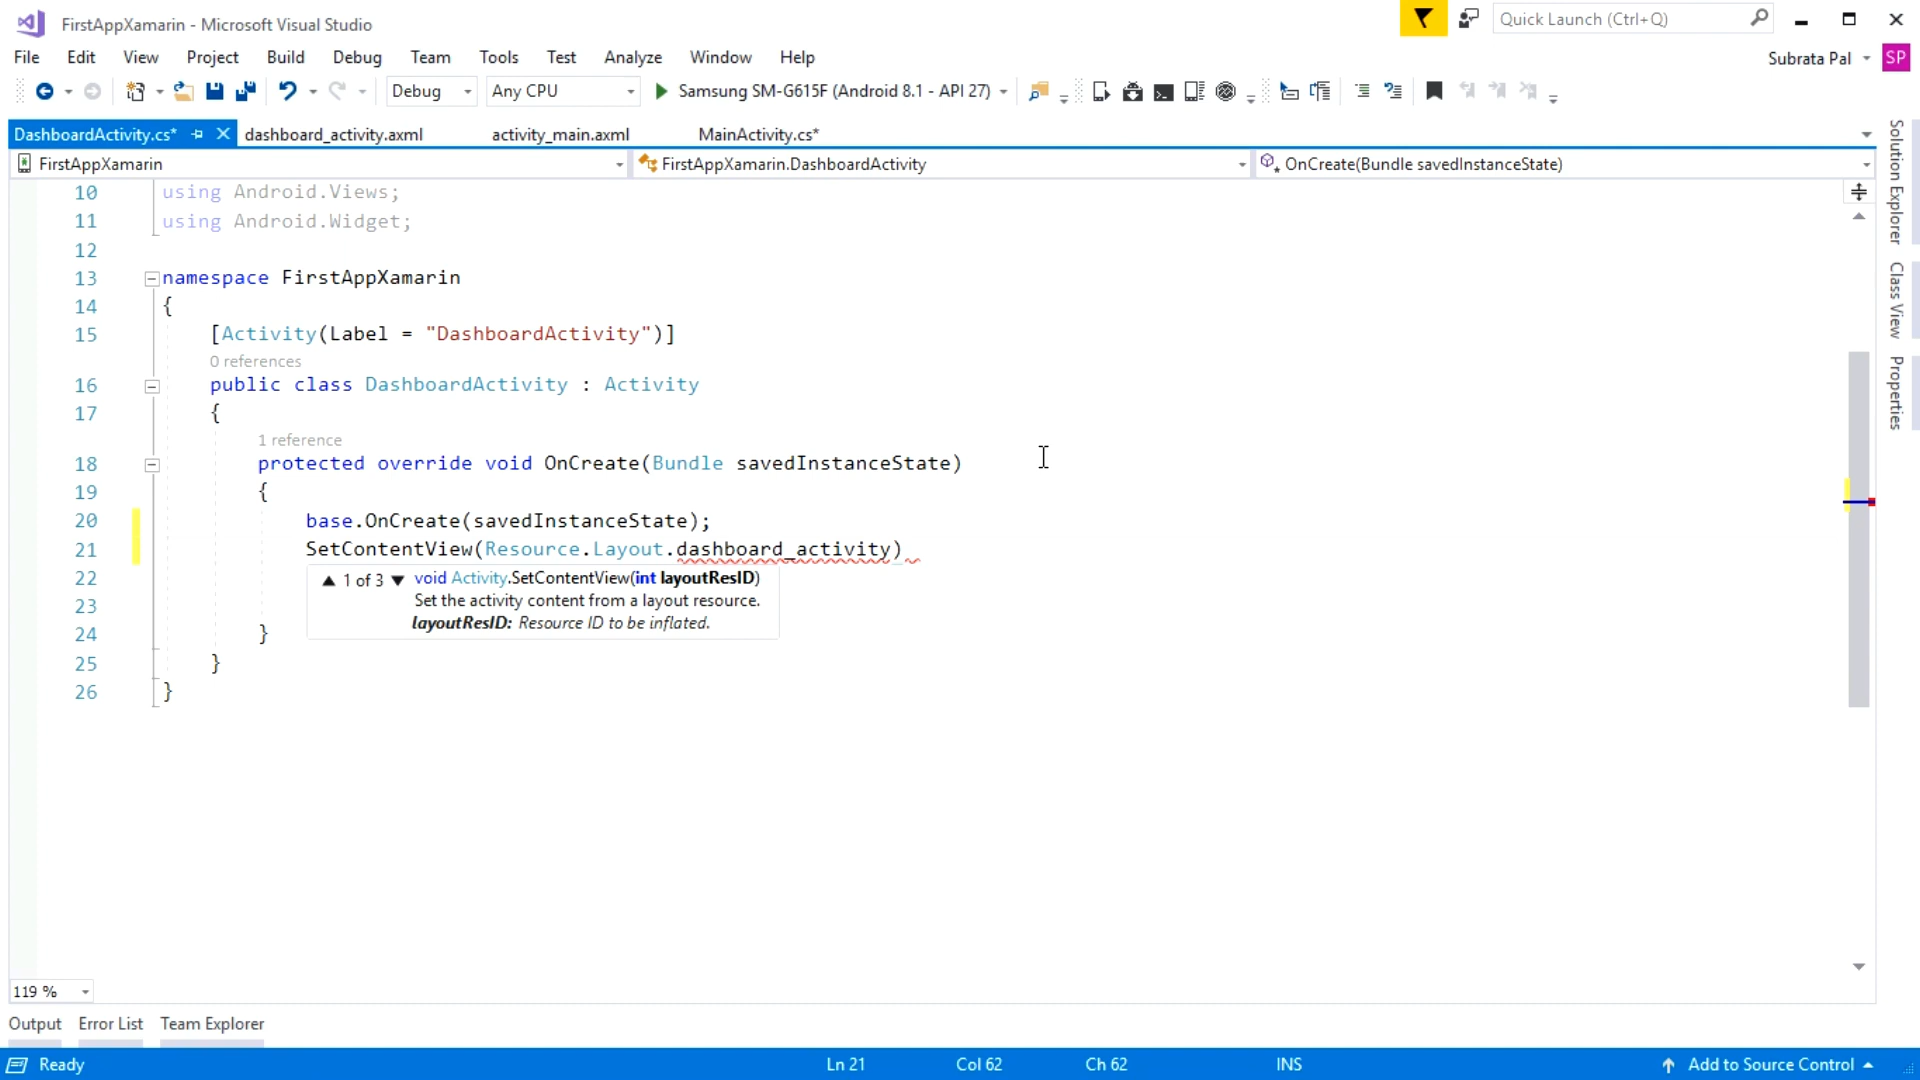 FirstAppXamarin - Microsoft Visual Studio
Quick Launch (Ctrl+Q)
File Edit View Project Build Debug Team Tools Test Analyze Window Help
Subrata Pal SP
Debug Any CPU Samsung SM-G615F (Android 8.1 - API 27)
DashboardActivity.cs* dashboard_activity.axml activity_main.axml MainActivity.cs*
FirstAppXamarin FirstAppXamarin.DashboardActivity OnCreate(Bundle savedInstanceState)
10 using Android.Views;
11 using Android.Widget;
12
13 namespace FirstAppXamarin
14 {
15 [Activity(Label = "DashboardActivity")]
0 references
16 public class DashboardActivity : Activity
17 {
1 reference
18 protected override void OnCreate(Bundle savedInstanceState)
19 {
20 base.OnCreate(savedInstanceState);
21 SetContentView(Resource.Layout.dashboard_activity)
22
▲ 1 of 3 ▼ void Activity.SetContentView(int layoutResID)
Set the activity content from a layout resource.
layoutResID: Resource ID to be inflated.
23
24 }
25 }
26 }
Solution Explorer
Class View
Properties
119 %
Output Error List Team Explorer
Ready Ln 21 Col 62 Ch 62 INS Add to Source Control